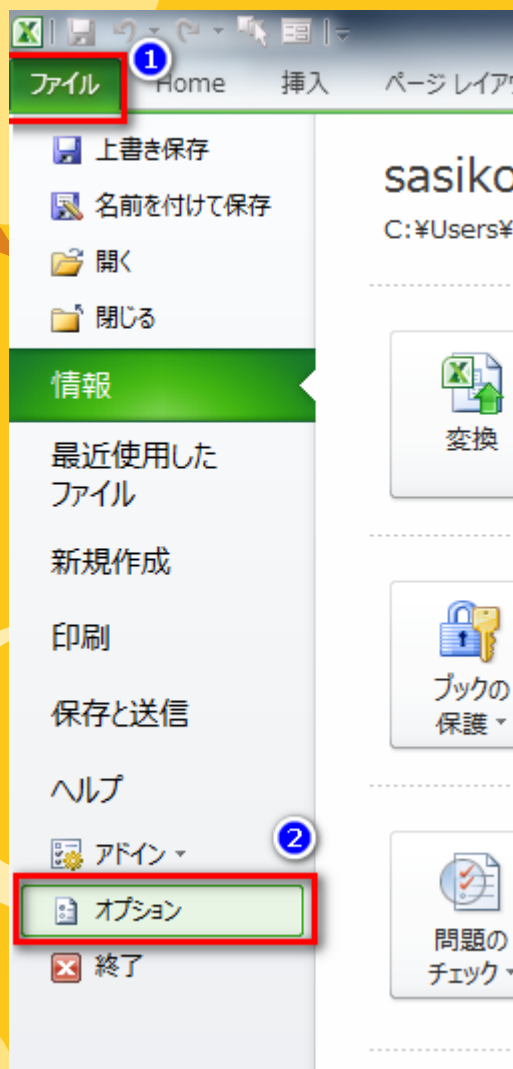 1
ファイル Home 挿入 ページ レイアウ
上書き保存
名前を付けて保存
開く
閉じる
情報
最近使用した
ファイル
新規作成
印刷
保存と送信
ヘルプ
アドイン
2
オプション
終了
sasiko
C:¥Users¥
変換
ブックの
保護
問題の
チェック